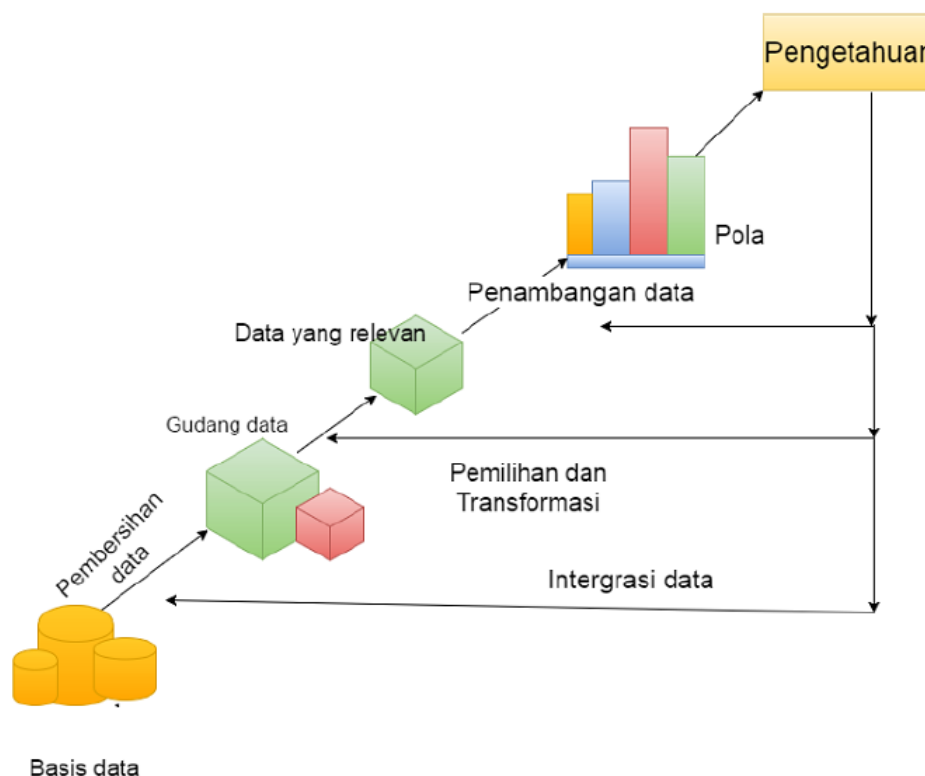 Pengetahuan
Pola
Penambangan data
Data yang relevan
Gudang data
Pemilihan dan
Transformasi
Pembersihan
data
Intergrasi data
Basis data